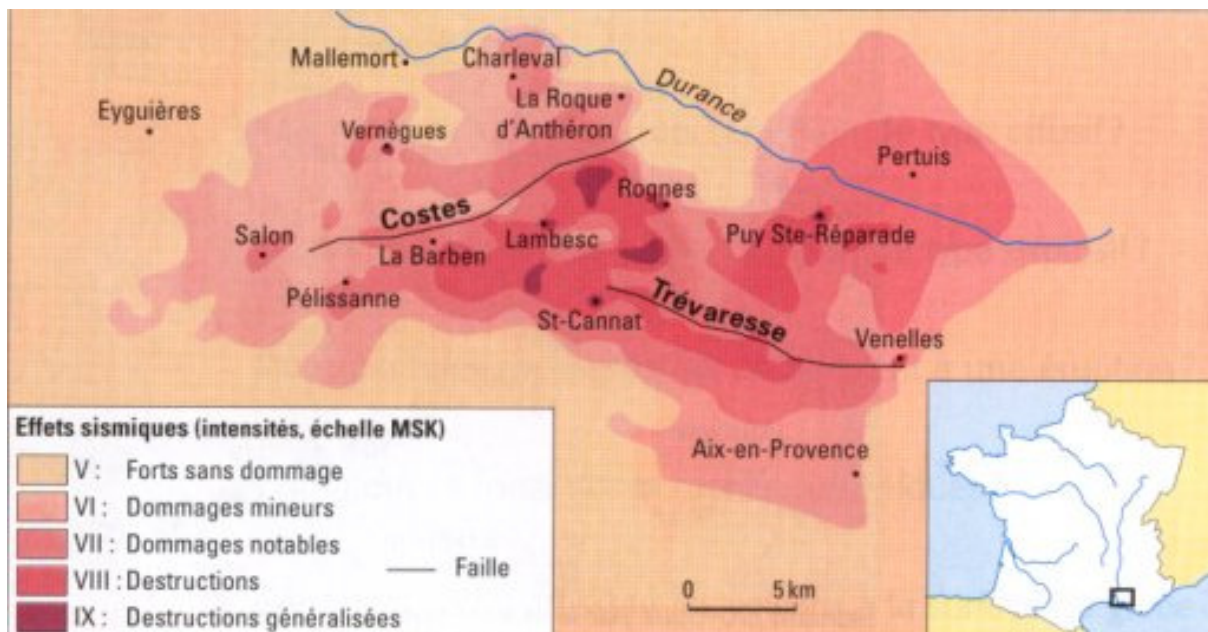 Mallemort
Charleval
Durance
Eyguières
La Roque
d'Anthéron
Vernègues
Pertuis
Costes
Rognes
Salon
Lambesc
Puy Ste-Réparade
La Barben
Pélissanne
Trévaresse
St-Cannat
Venelles
Aix-en-Provence
Effets sismiques (intensités, échelle MSK)
V : Forts sans dommage
VI : Dommages mineurs
VII : Dommages notables
VIII : Destructions
IX : Destructions généralisées
Faille
0 5 km